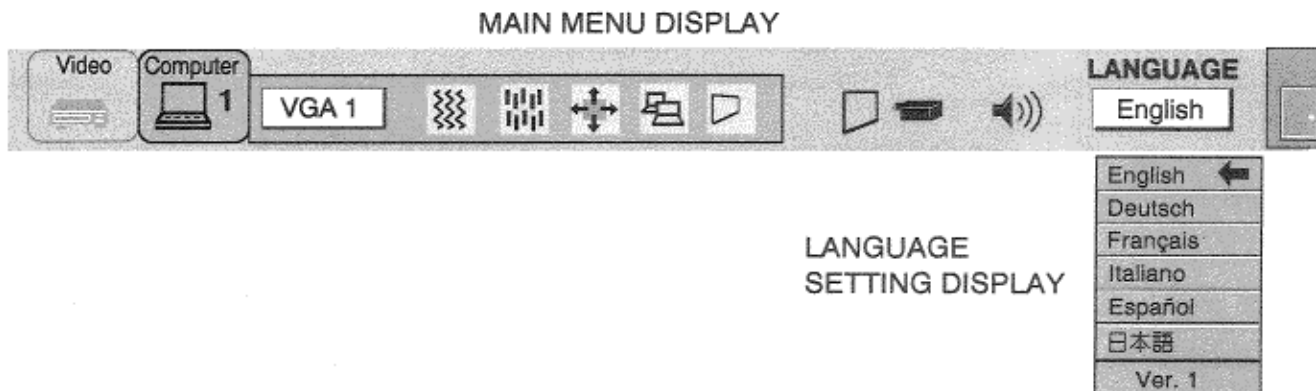 MAIN MENU DISPLAY
Video
Computer
1
VGA 1
LANGUAGE
English
English
Deutsch
Français
Italiano
Español
日本語
Ver. 1
LANGUAGE
SETTING DISPLAY